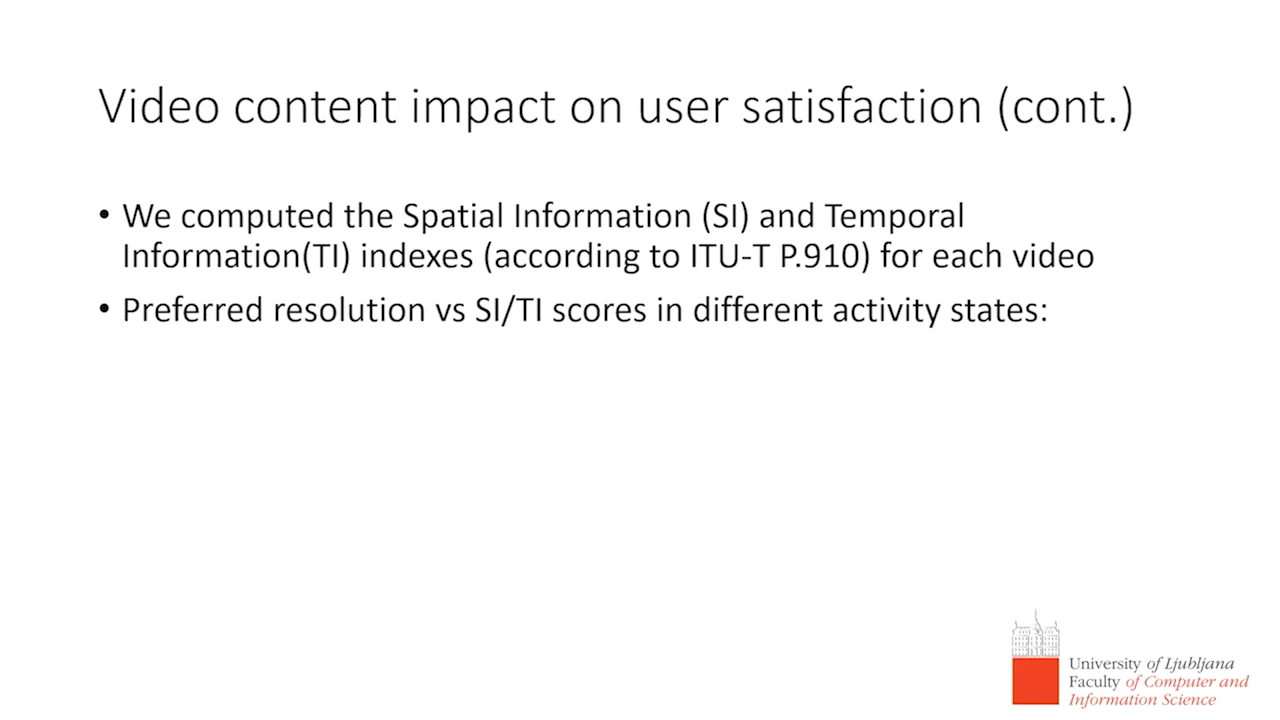 Video content impact on user satisfaction (cont.)
• We computed the Spatial Information (SI) and Temporal
Information(TI) indexes (according to ITU-T P.910) for each video
• Preferred resolution vs SI/TI scores in different activity states:
University of Ljubljana
Faculty of Computer and
Information Science